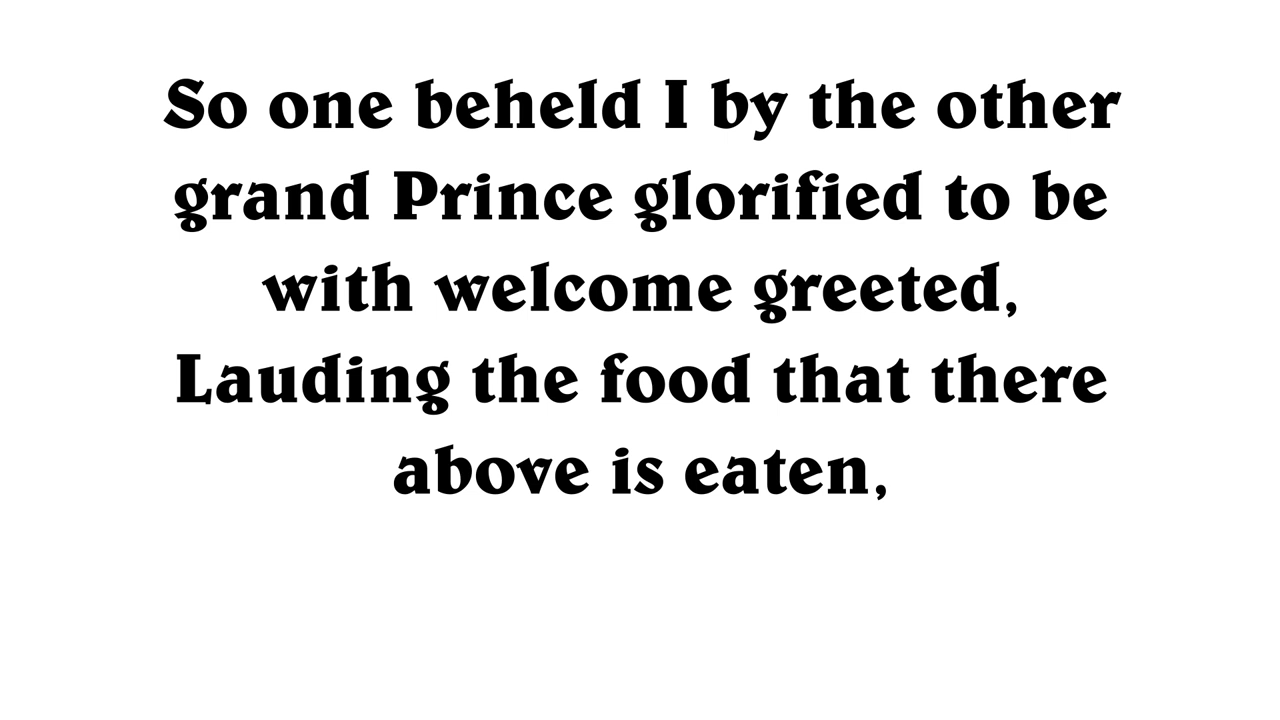 So one beheld I by the other
grand Prince glorified to be
with welcome greeted,
Lauding the food that there
above is eaten,